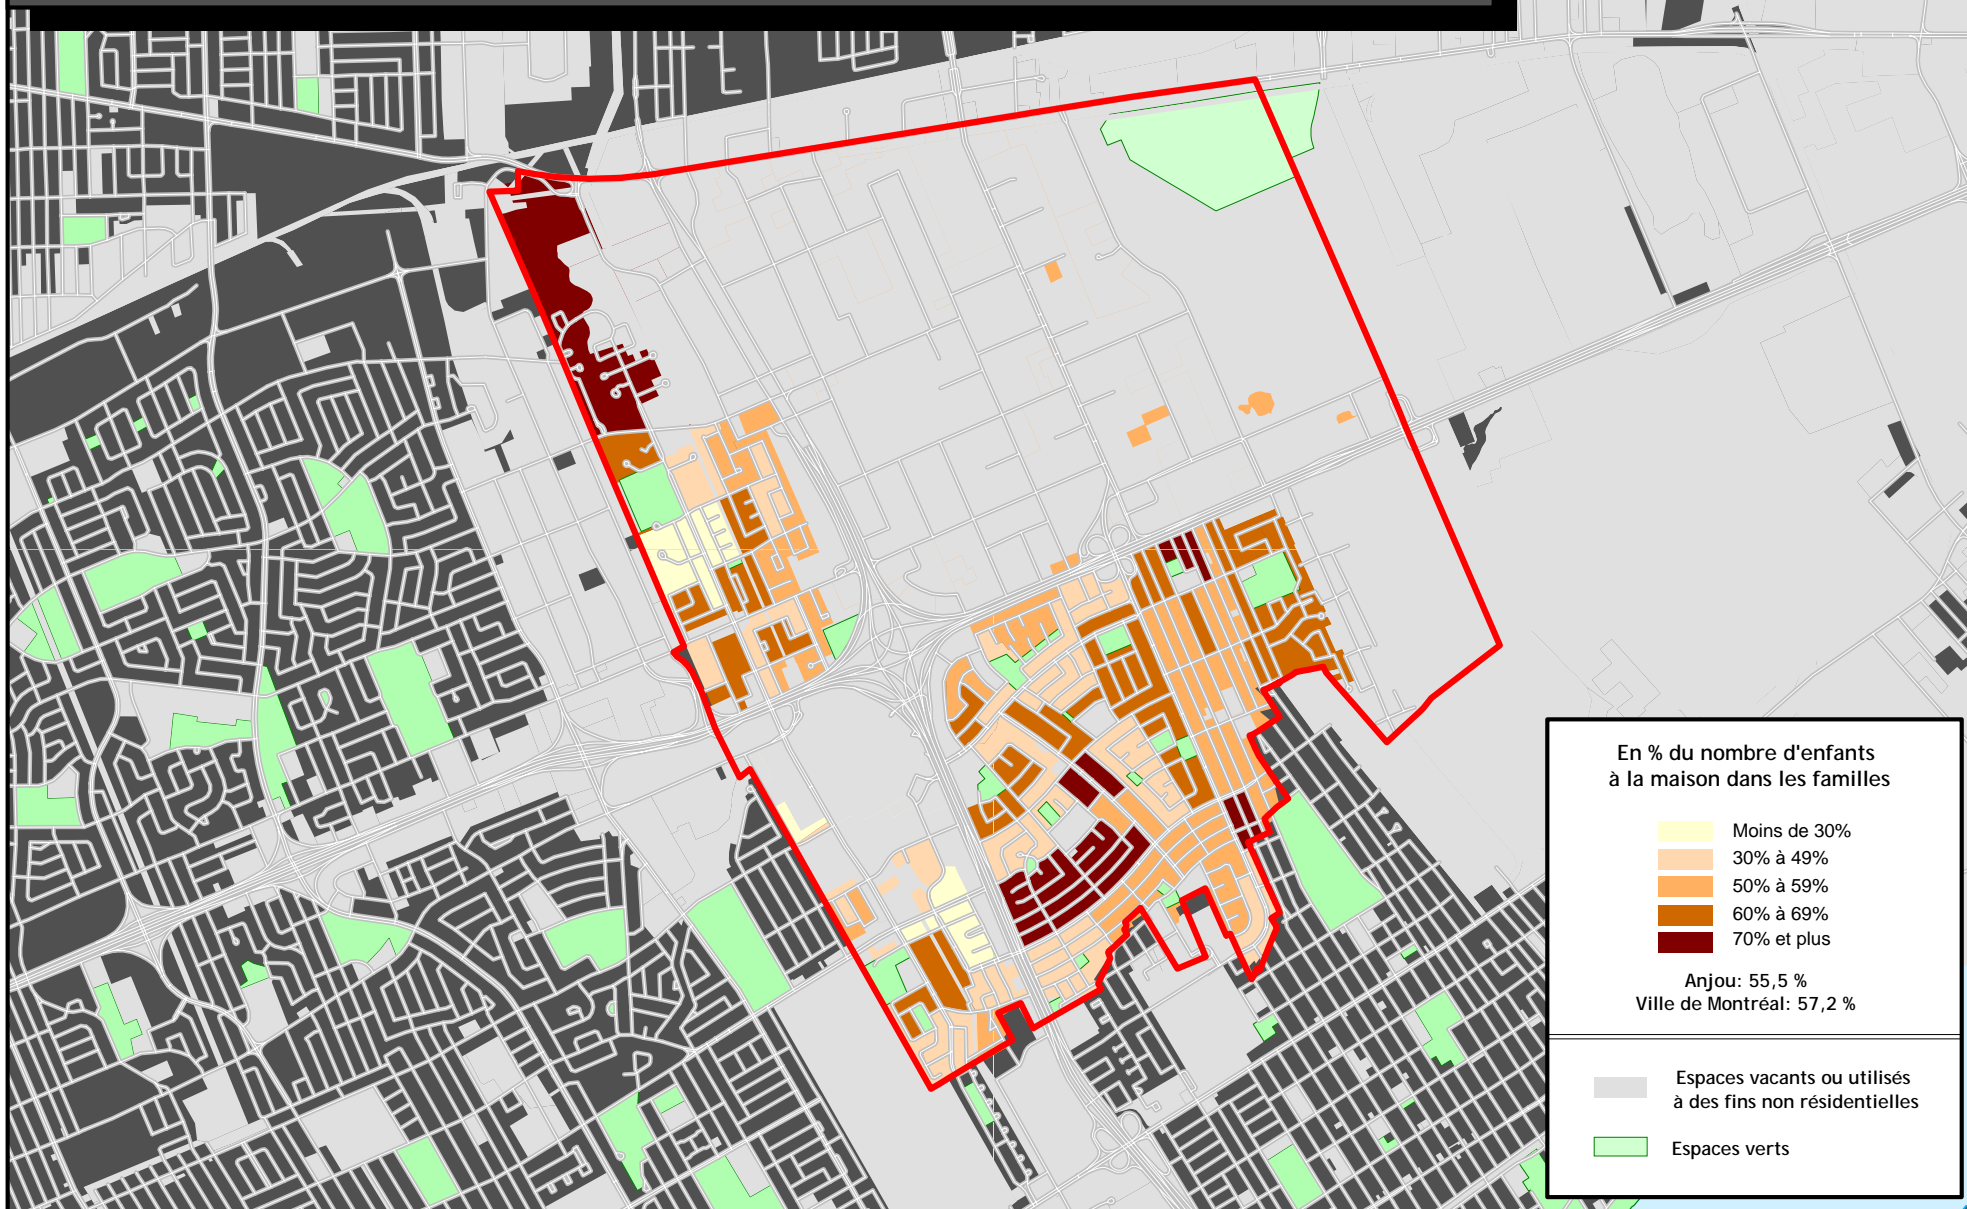 En % du nombre d'enfants
à la maison dans les familles
Moins de 30%
30% à 49%
50% à 59%
60% à 69%
70% et plus
Anjou: 55,5 %
Ville de Montréal: 57,2 %
Espaces vacants ou utilisés
à des fins non résidentielles
Espaces verts